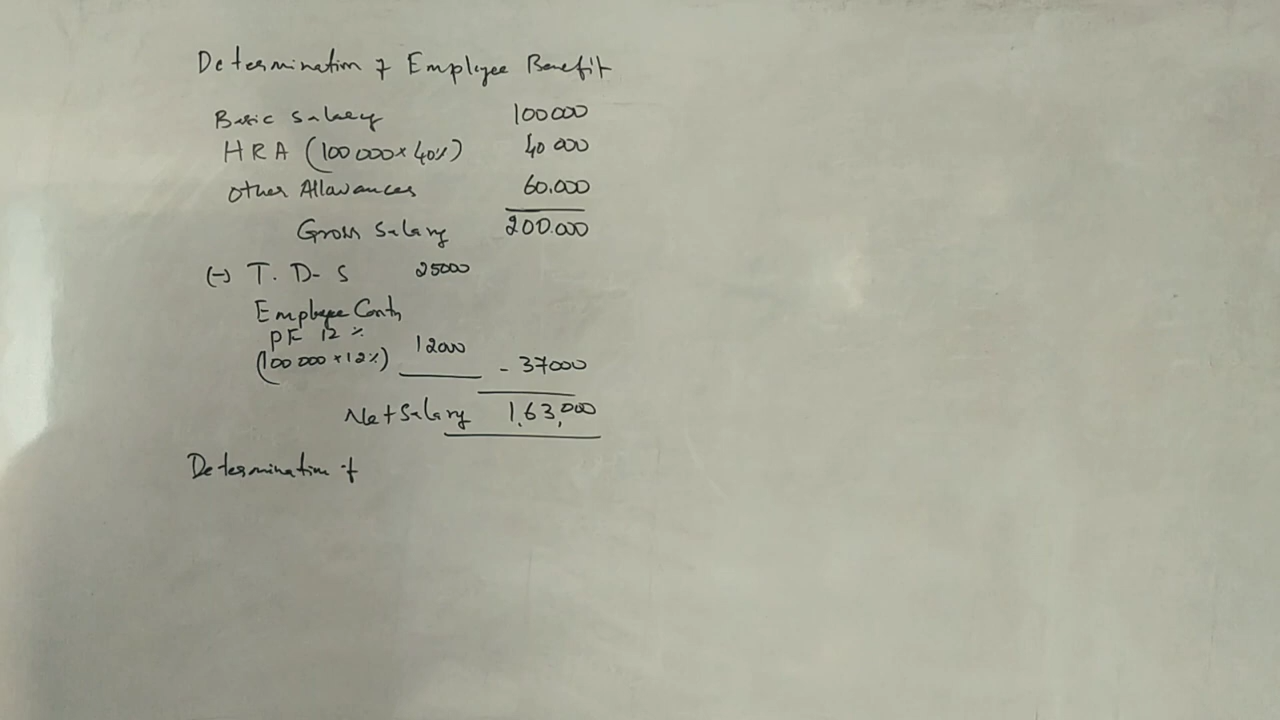 Determination of Employee Benefit
Basic Salary 100000
HRA (100000×40%) 40000
Other Allowances 60.000
Gross Salary 200.000
(-) T.D-S 25000
Employee Contn
PF 12%
(100000×12%) 12000 - 37000
Net Salary 1,63,000
Determination of